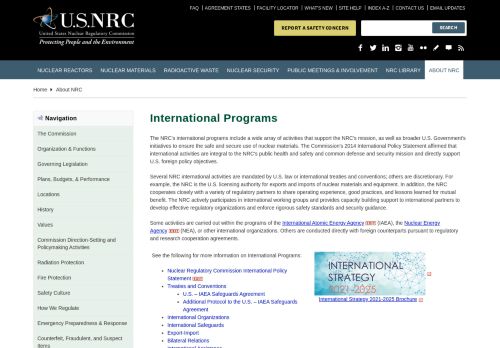 FAQ | AGREEMENT STATES | FACILITY LOCATOR | WHAT'S NEW | SITE HELP | INDEX A-Z | CONTACT US | EMAIL UPDATES
U.S.NRC
United States Nuclear Regulatory Commission
Protecting People and the Environment
REPORT A SAFETY CONCERN
SEARCH
NUCLEAR REACTORS
NUCLEAR MATERIALS
RADIOACTIVE WASTE
NUCLEAR SECURITY
PUBLIC MEETINGS & INVOLVEMENT
NRC LIBRARY
ABOUT NRC
Home
About NRC
Navigation
The Commission
Organization & Functions
Governing Legislation
Plans, Budgets, & Performance
Locations
History
Values
Commission Direction-Setting and
Policymaking Activities
Radiation Protection
Fire Protection
Safety Culture
How We Regulate
Emergency Preparedness & Response
Counterfeit, Fraudulent, and Suspect
Items
International Programs
The NRC's international programs include a wide array of activities that support the NRC's mission, as well as broader U.S. Government's
initiatives to ensure the safe and secure use of nuclear materials. The Commission's 2014 International Policy Statement affirmed that
international activities are integral to the NRC's public health and safety and common defense and security mission and directly support
U.S. foreign policy objectives.
Several NRC international activities are mandated by U.S. law or international treaties and conventions; others are discretionary. For
example, the NRC is the U.S. licensing authority for exports and imports of nuclear materials and equipment. In addition, the NRC
cooperates closely with a variety of regulatory partners to share operating experience, good practices, and lessons learned for mutual
benefit. The NRC actively participates in international working groups and provides capacity building support to international partners to
develop effective regulatory organizations and enforce rigorous safety standards and security guidance.
Some activities are carried out within the programs of the International Atomic Energy Agency (IAEA), the Nuclear
Energy Agency (NEA), or other international organizations. Others are conducted directly with foreign counterparts pursuant to regulatory
and research cooperation agreements.
See the following for more information on International Programs:
Nuclear Regulatory Commission International Policy
Statement
Treaties and Conventions
U.S. – IAEA Safeguards Agreement
Additional Protocol to the U.S. – IAEA Safeguards
Agreement
International Organizations
International Safeguards
Export-Import
Bilateral Relations
International Assistance
INTERNATIONAL
STRATEGY
2021-2025
International Strategy 2021-2025 Brochure